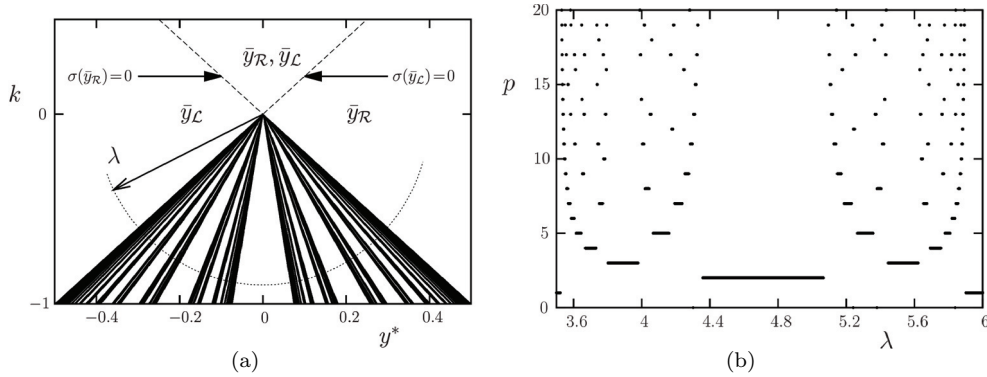 ȳ_R, ȳ_L
σ(ȳ_R)=0
σ(ȳ_L)=0
k
0
ȳ_L
ȳ_R
λ
−1
−0.4
−0.2
0
0.2
0.4
y*
(a)
20
p
15
10
5
0
3.6
4
4.4
4.8
5.2
5.6
6
λ
(b)